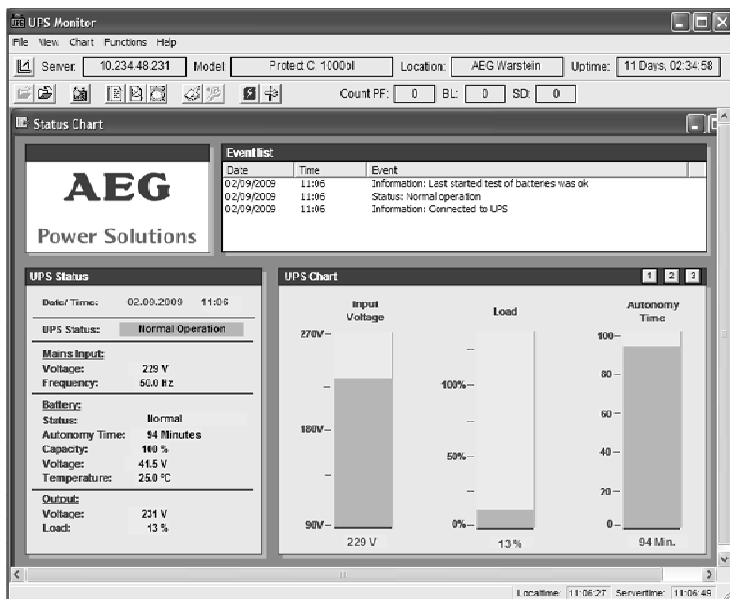 UPS Monitor
File View Chart Functions Help
Server: 10.234.48.231 Model: Protect C. 1000 Location: AEG Warstein Uptime: 11 Days, 02:34:58
Count PF: 0 BL: 0 SD: 0
Status Chart
AEG
Power Solutions
Event list
Date Time Event
02/09/2009 11:06 Information: Last started test of batteries was ok
02/09/2009 11:06 Status: Normal operation
02/09/2009 11:06 Information: Connected to UPS
UPS Status
Date/ Time: 02.09.2009 11:06
UPS Status: Normal Operation
Mains Input:
Voltage: 229 V
Frequency: 50.0 Hz
Battery:
Status: Normal
Autonomy Time: 94 Minutes
Capacity: 100 %
Voltage: 41.5 V
Temperature: 25.0 °C
Output:
Voltage: 231 V
Load: 13 %
UPS Chart 1 2 3
Input Voltage
270V
180V
90V
229 V
Load
100%
50%
0%
13 %
Autonomy Time
100
80
60
40
20
0
94 Min.
Localtime: 11:06:27 Servertime: 11:06:49